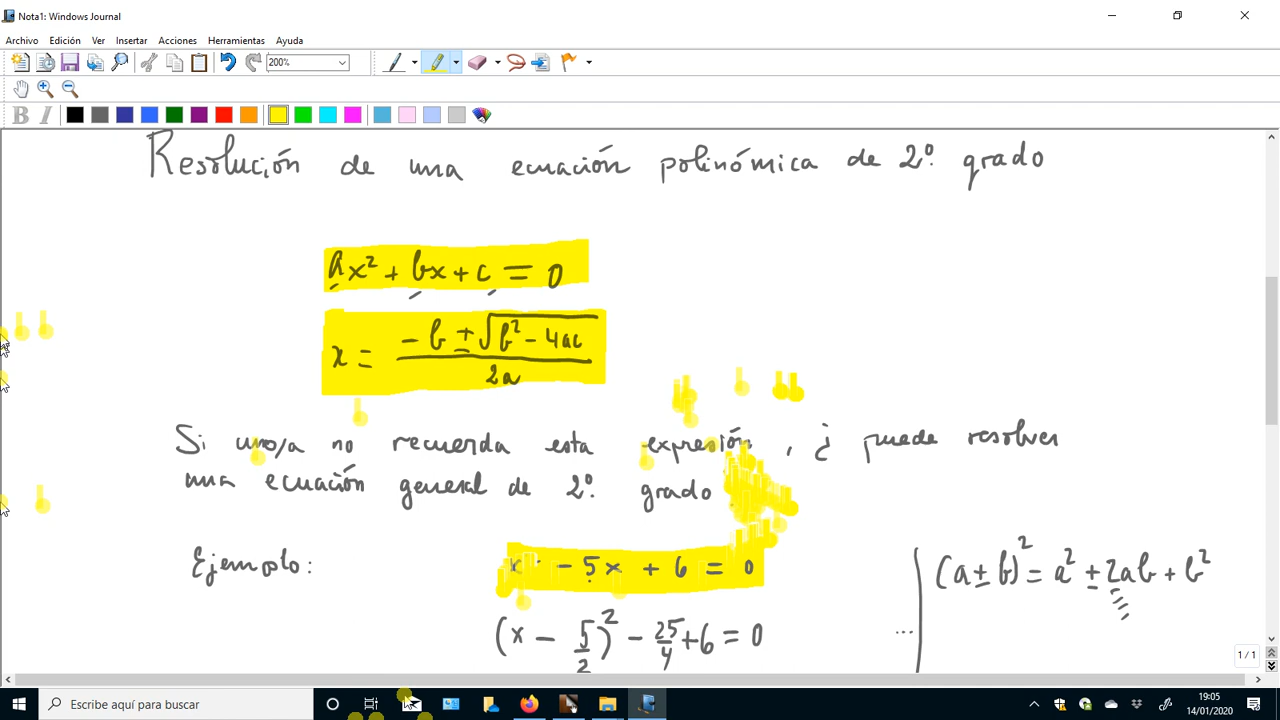 Nota1: Windows Journal
Archivo Edición Ver Insertar Acciones Herramientas Ayuda
200%
B I
Resolución de una ecuación polinómica de 2º. grado
ax² + bx + c = 0
x = (-b ± √(b² - 4ac)) / 2a
Si uno/a no recuerda esta expresión, ¿puede resolver
una ecuación general de 2º. grado
Ejemplo: x² - 5x + 6 = 0
(a ± b)² = a² ± 2ab + b²
(x - 5/2)² - 25/4 + 6 = 0
...
1 / 1
Escribe aquí para buscar
19:05
14/01/2020